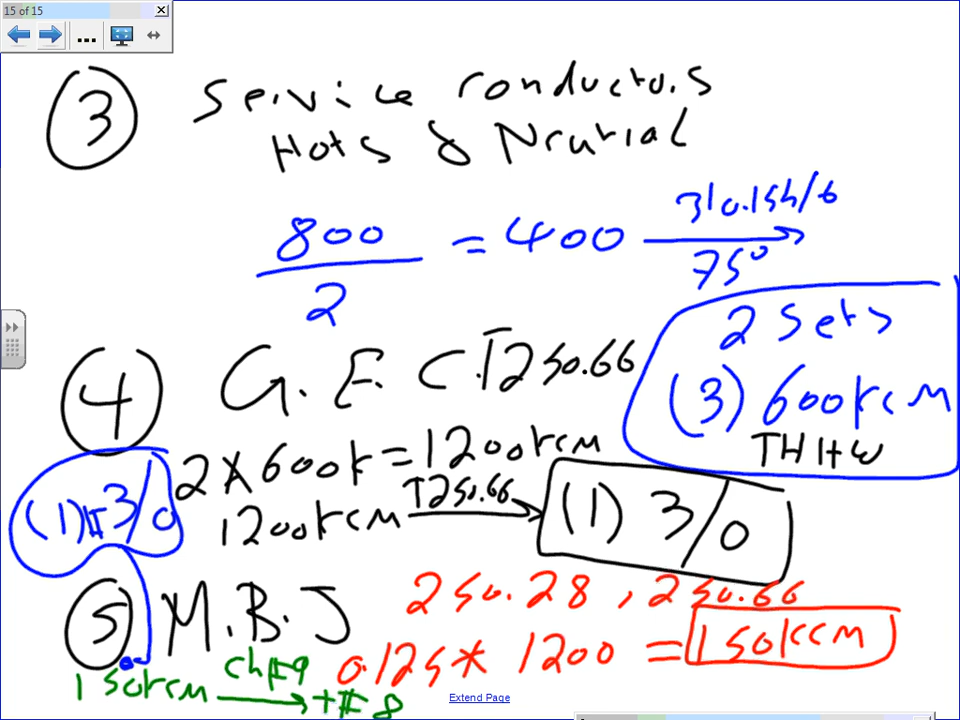 15 of 15
...
3 Service conductors
Hots & Neutral
800 / 2 = 400
310.15b/6
75°
2 sets
(3) 600kcm
THHW
4 G.E.C. T250.66
2 x 600k = 1200kcm
1200kcm T250.66 (1) 3/0
(1)# 3/0
5 M.B.J 250.28, 250.66
0.125* 1200 = 150kcm
150kcm ch#9 T#8
Extend Page